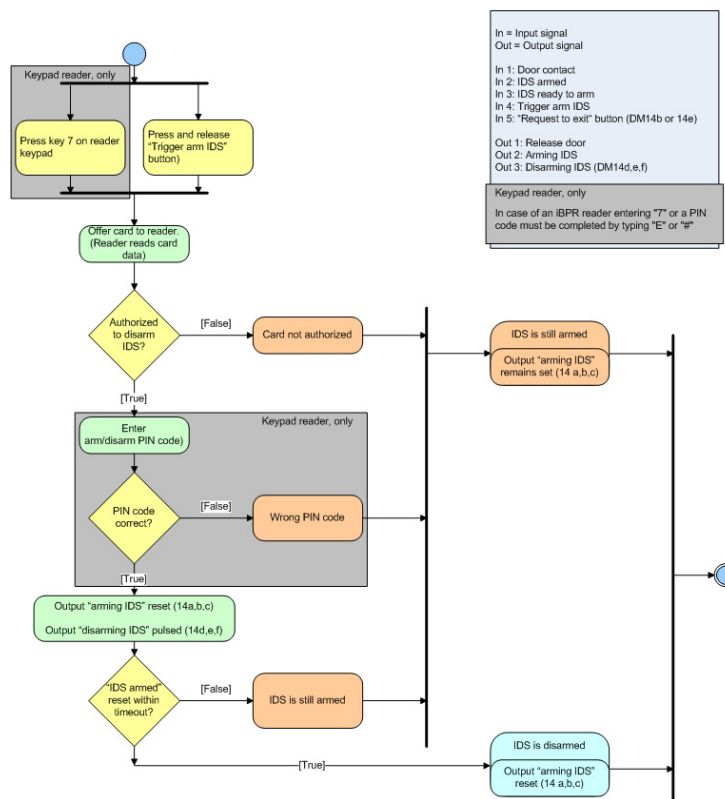 Keypad reader, only
Press key 7 on reader
keypad
Press and release
“Trigger arm IDS”
button)
In = Input signal
Out = Output signal
In 1: Door contact
In 2: IDS armed
In 3: IDS ready to arm
In 4: Trigger arm IDS
In 5: "Request to exit" button (DM14b or 14e)
Out 1: Release door
Out 2: Arming IDS
Out 3: Disarming IDS (DM14d,e,f)
Keypad reader, only
In case of an iBPR reader entering "7" or a PIN
code must be completed by typing "E" or "#"
Offer card to reader.
(Reader reads card
data)
Authorized
to disarm
IDS?
[False]
Card not authorized
IDS is still armed
Output “arming IDS”
remains set (14 a,b,c)
[True]
Keypad reader, only
Enter
arm/disarm PIN code)
PIN code
correct?
[False]
Wrong PIN code
[True]
Output “arming IDS” reset (14a,b,c)
Output “disarming IDS” pulsed (14d,e,f)
“IDS armed”
reset within
timeout?
[False]
IDS is still armed
[True]
IDS is disarmed
Output “arming IDS”
reset (14 a,b,c)